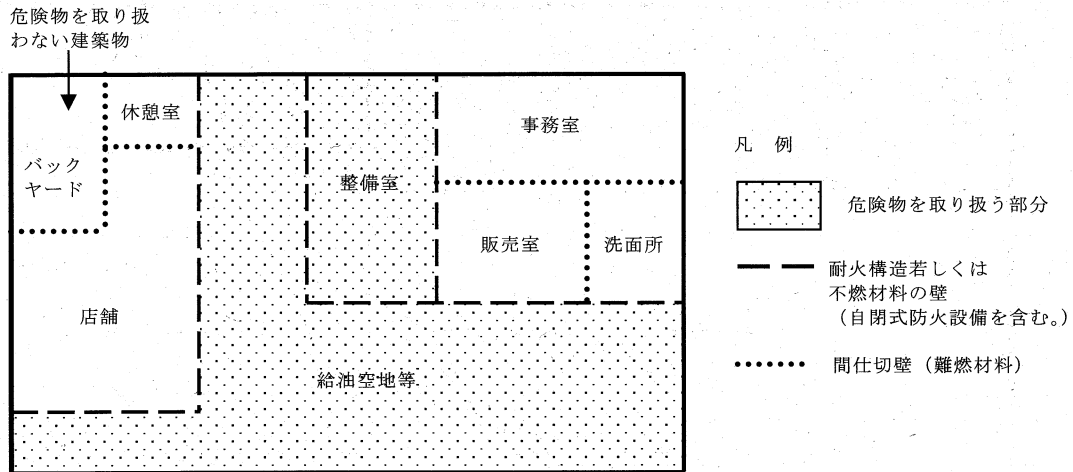 危険物を取り扱
わない建築物
休憩室
バック
ヤード
店舗
整備室
事務室
販売室
洗面所
給油空地等
凡 例
危険物を取り扱う部分
耐火構造若しくは
不燃材料の壁
（自閉式防火設備を含む。）
間仕切壁（難燃材料）